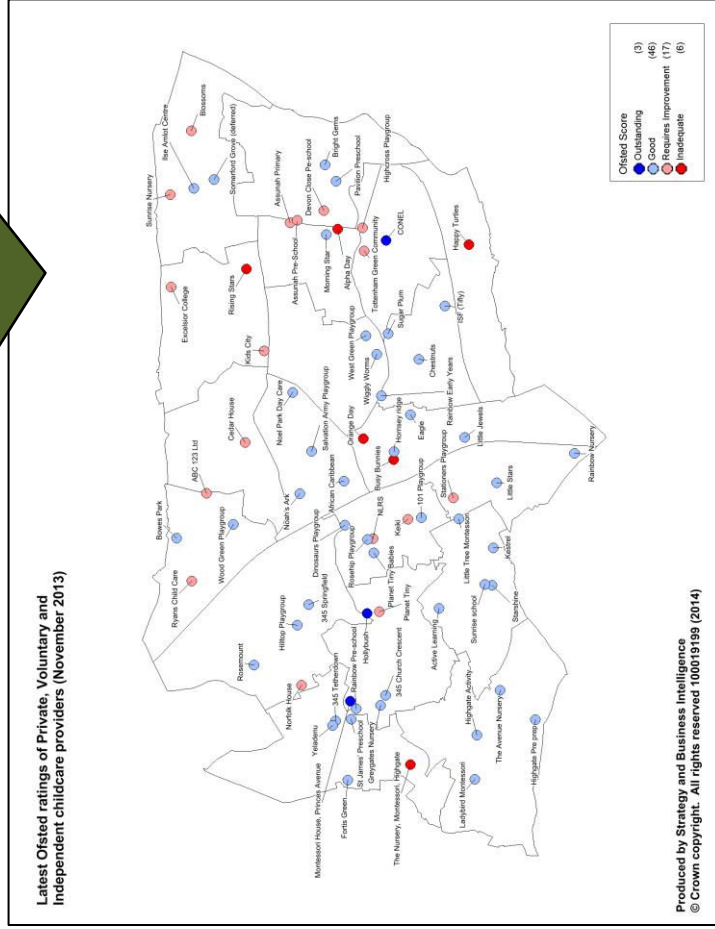 Latest Ofsted ratings of Private, Voluntary and
Independent childcare providers (November 2013)
Sunrise Nursery
Ilse Amlot Centre
Blossoms
Somerford Grove (deferred)
Excelsior College
Rising Stars
Kids City
Assunah Primary
Assunah Pre-School
Devon Close Pe-school
Bright Gems
Pavilion Preschool
Highcross Playgroup
Morning Star
Alpha Day
Tottenham Green Community
CONEL
Happy Turtles
Bowes Park
ABC 123 Ltd
Cedar House
Ryans Child Care
Wood Green Playgroup
Noel Park Day Care
Salvation Army Playgroup
Noah's Ark
African Caribbean
West Green Playgroup
Wiggly Worms
Sugar Plum
Chestnuts
ISF (Tiffy)
Rainbow Early Years
Orange Day
Hornsey ridge
Busy Bunnies
Eagle
Little Jewels
Rainbow Nursery
Stationers Playgroup
Little Stars
Dinosaurs Playgroup
Rosehip Playgroup
NLRS
Keiki
101 Playgroup
Planet Tiny Babies
Planet Tiny
Little Tree Montessori
Kestrel
Sunrise school
Starshine
Rosemount
Hilltop Playgroup
345 Springfield
Norfolk House
Hollybush
Active Learning
345 Tetherdown
Rainbow Pre-school
Yeladenu
Montessori House, Princes Avenue
St James' Preschool
Greygates Nursery
345 Church Crescent
Fortis Green
The Nursery, Montessori, Highgate
Highgate Activity
Ladybird Montessori
The Avenue Nursery
Highgate Pre prep
Ofsted Score
Outstanding (3)
Good (46)
Requires Improvement (17)
Inadequate (6)
Produced by Strategy and Business Intelligence
© Crown copyright. All rights reserved 100019199 (2014)